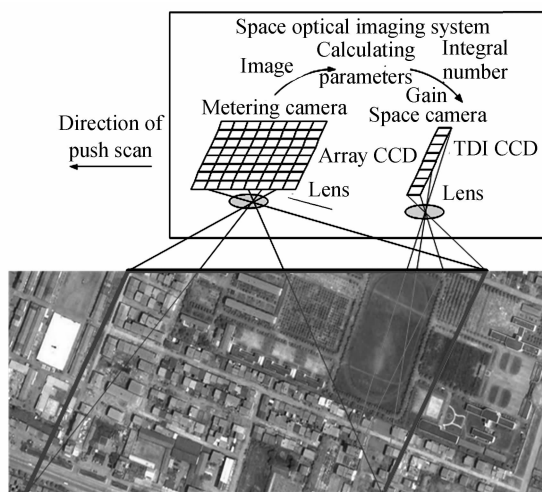 Space optical imaging system
Calculating
parameters
Integral
number
Image
Gain
Metering camera
Space camera
Direction of
push scan
Array CCD
TDI CCD
Lens
Lens